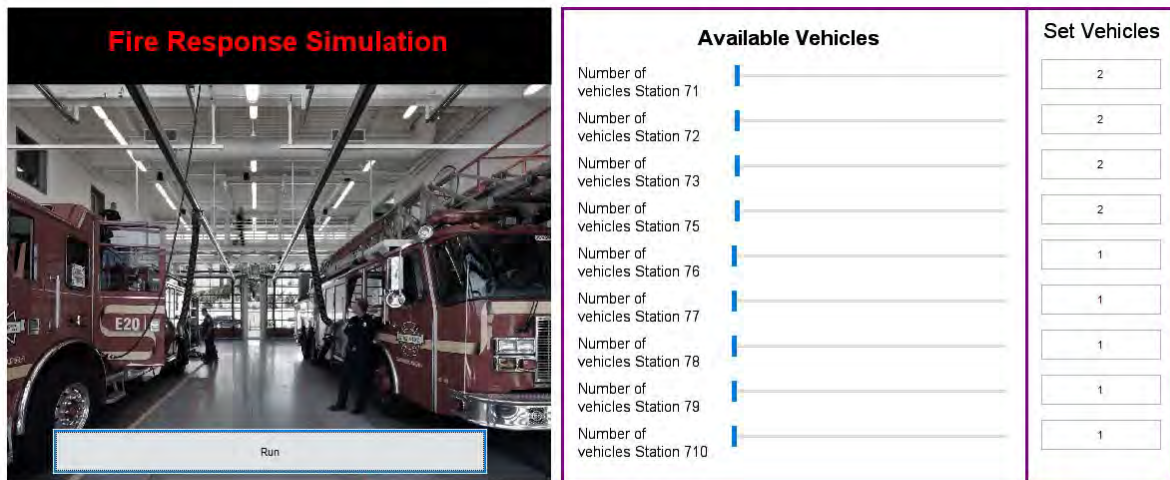 Fire Response Simulation
E20
Run
Available Vehicles
Set Vehicles
Number of
vehicles Station 71
2
Number of
vehicles Station 72
2
Number of
vehicles Station 73
2
Number of
vehicles Station 75
2
Number of
vehicles Station 76
1
Number of
vehicles Station 77
1
Number of
vehicles Station 78
1
Number of
vehicles Station 79
1
Number of
vehicles Station 710
1